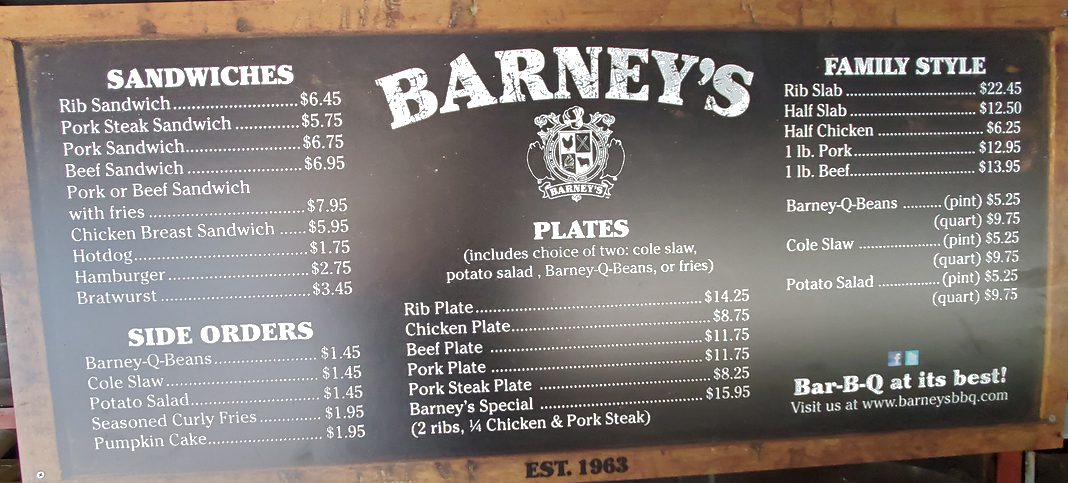 SANDWICHES
Rib Sandwich..............................$6.45
Pork Steak Sandwich ...............$5.75
Pork Sandwich...........................$6.75
Beef Sandwich ..........................$6.95
Pork or Beef Sandwich
with fries .....................................$7.95
Chicken Breast Sandwich ......$5.95
Hotdog........................................$1.75
Hamburger .................................$2.75
Bratwurst ...................................$3.45
SIDE ORDERS
Barney-Q-Beans........................ $1.45
Cole Slaw................................... $1.45
Potato Salad.............................. $1.45
Seasoned Curly Fries ............... $1.95
Pumpkin Cake........................... $1.95
BARNEY'S
BARNEY'S
PLATES
(includes choice of two: cole slaw,
potato salad , Barney-Q-Beans, or fries)
Rib Plate.....................................................$14.25
Chicken Plate..............................................$8.75
Beef Plate ..................................................$11.75
Pork Plate ..................................................$11.75
Pork Steak Plate ........................................$8.25
Barney's Special .......................................$15.95
(2 ribs, ¼ Chicken & Pork Steak)
FAMILY STYLE
Rib Slab ................................ $22.45
Half Slab ............................... $12.50
Half Chicken ......................... $6.25
1 lb. Pork............................... $12.95
1 lb. Beef............................... $13.95
Barney-Q-Beans ..........(pint) $5.25
(quart) $9.75
Cole Slaw .....................(pint) $5.25
(quart) $9.75
Potato Salad ................(pint) $5.25
(quart) $9.75
f
Bar-B-Q at its best!
Visit us at www.barneysbbq.com
EST. 1963